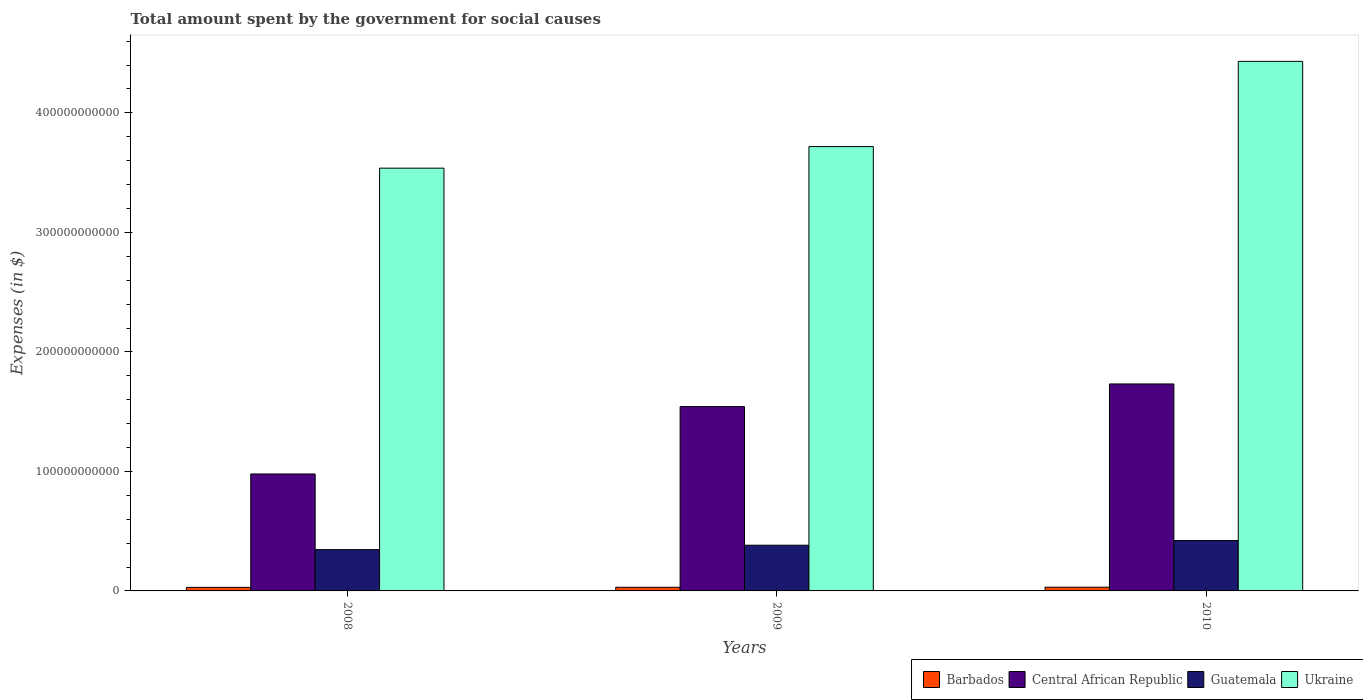 Total amount spent by the government for social causes
Expenses (in $)
400000000000
300000000000
200000000000
100000000000
0
2008
2009
2010
Years
Barbados
Central African Republic
Guatemala
Ukraine